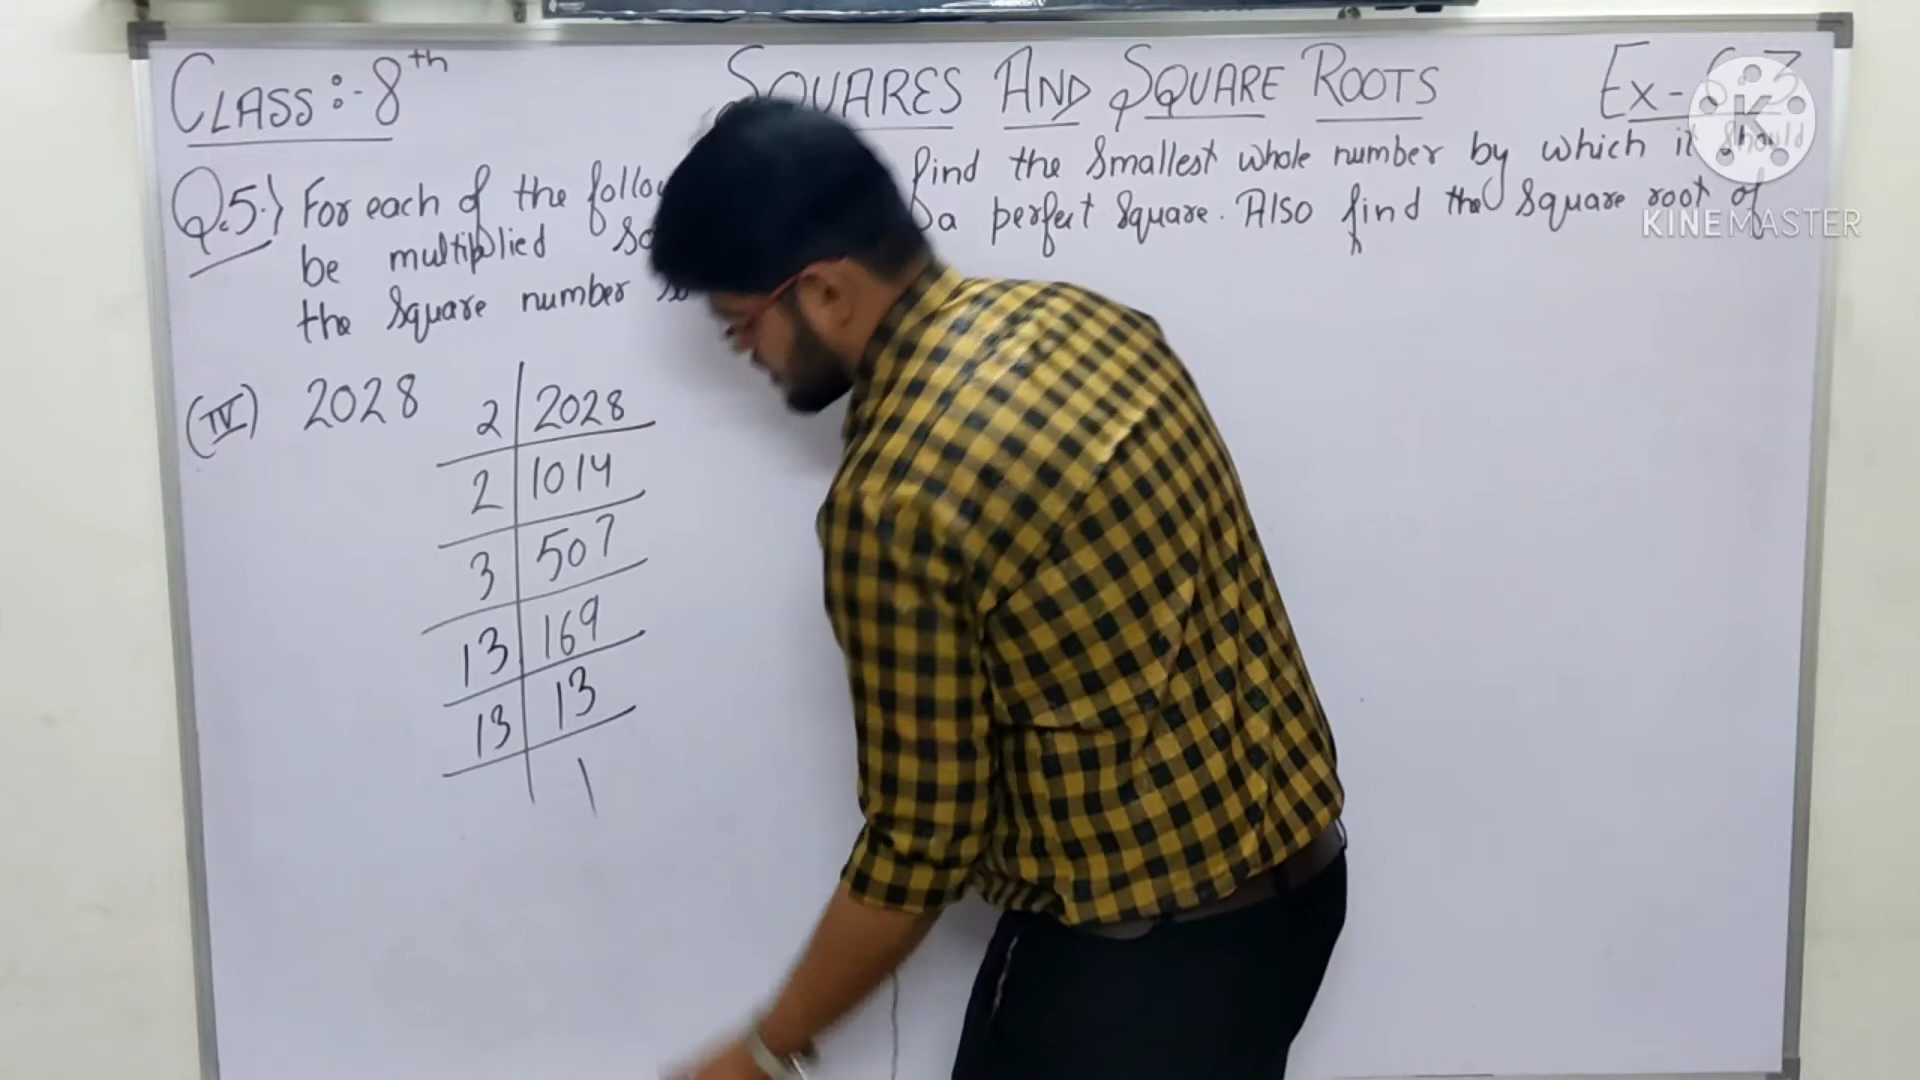 CLASS:-8th SQUARES AND SQUARE ROOTS Ex-
Q.5.) For each of the find the smallest whole number by which it should
be multiplied a perfect square. Also find the square root of
the square number
(IV) 2028
2 2028
2 1014
3 507
13 169
13 13
1
KINEMASTER